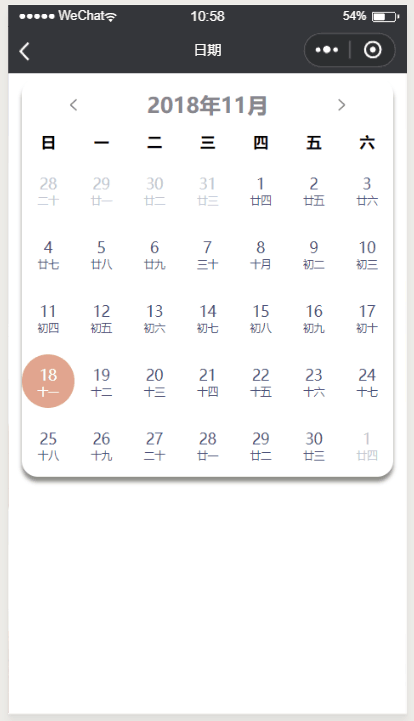 WeChat 10:58 54%
日期
2018年11月
日 一 二 三 四 五 六
28 29 30 31 1 2 3
二十 廿一 廿二 廿三 廿四 廿五 廿六
4 5 6 7 8 9 10
廿七 廿八 廿九 三十 十月 初二 初三
11 12 13 14 15 16 17
初四 初五 初六 初七 初八 初九 初十
18 19 20 21 22 23 24
十一 十二 十三 十四 十五 十六 十七
25 26 27 28 29 30 1
十八 十九 二十 廿一 廿二 廿三 廿四